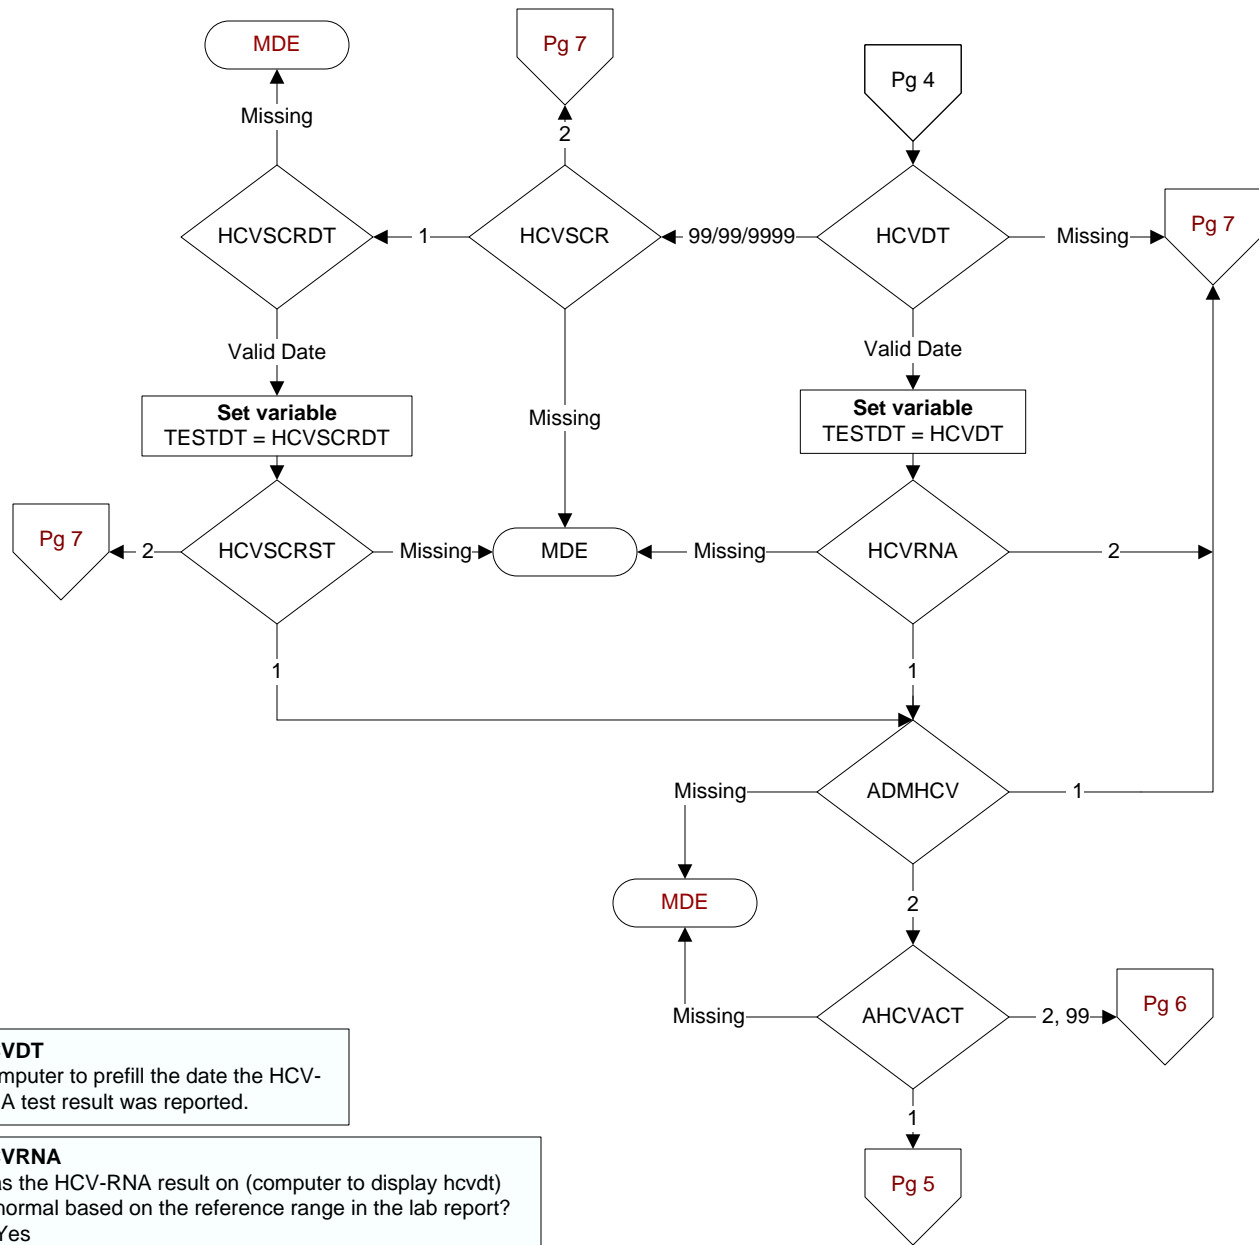 MDE
Pg 7
Pg 4
Missing
2
HCVSCRDT
1
HCVSCR
99/99/9999
HCVDT
Missing
Pg 7
Valid Date
Valid Date
Set variable
TESTDT = HCVSCRDT
Missing
Set variable
TESTDT = HCVDT
Pg 7
2
HCVSCRST
Missing
MDE
Missing
HCVRNA
2
1
1
Missing
ADMHCV
1
MDE
2
Missing
AHCVACT
2, 99
Pg 6
1
Pg 5
VDT
mputer to prefill the date the HCV-
A test result was reported.
VRNA
as the HCV-RNA result on (computer to display hcvdt)
normal based on the reference range in the lab report?
Yes